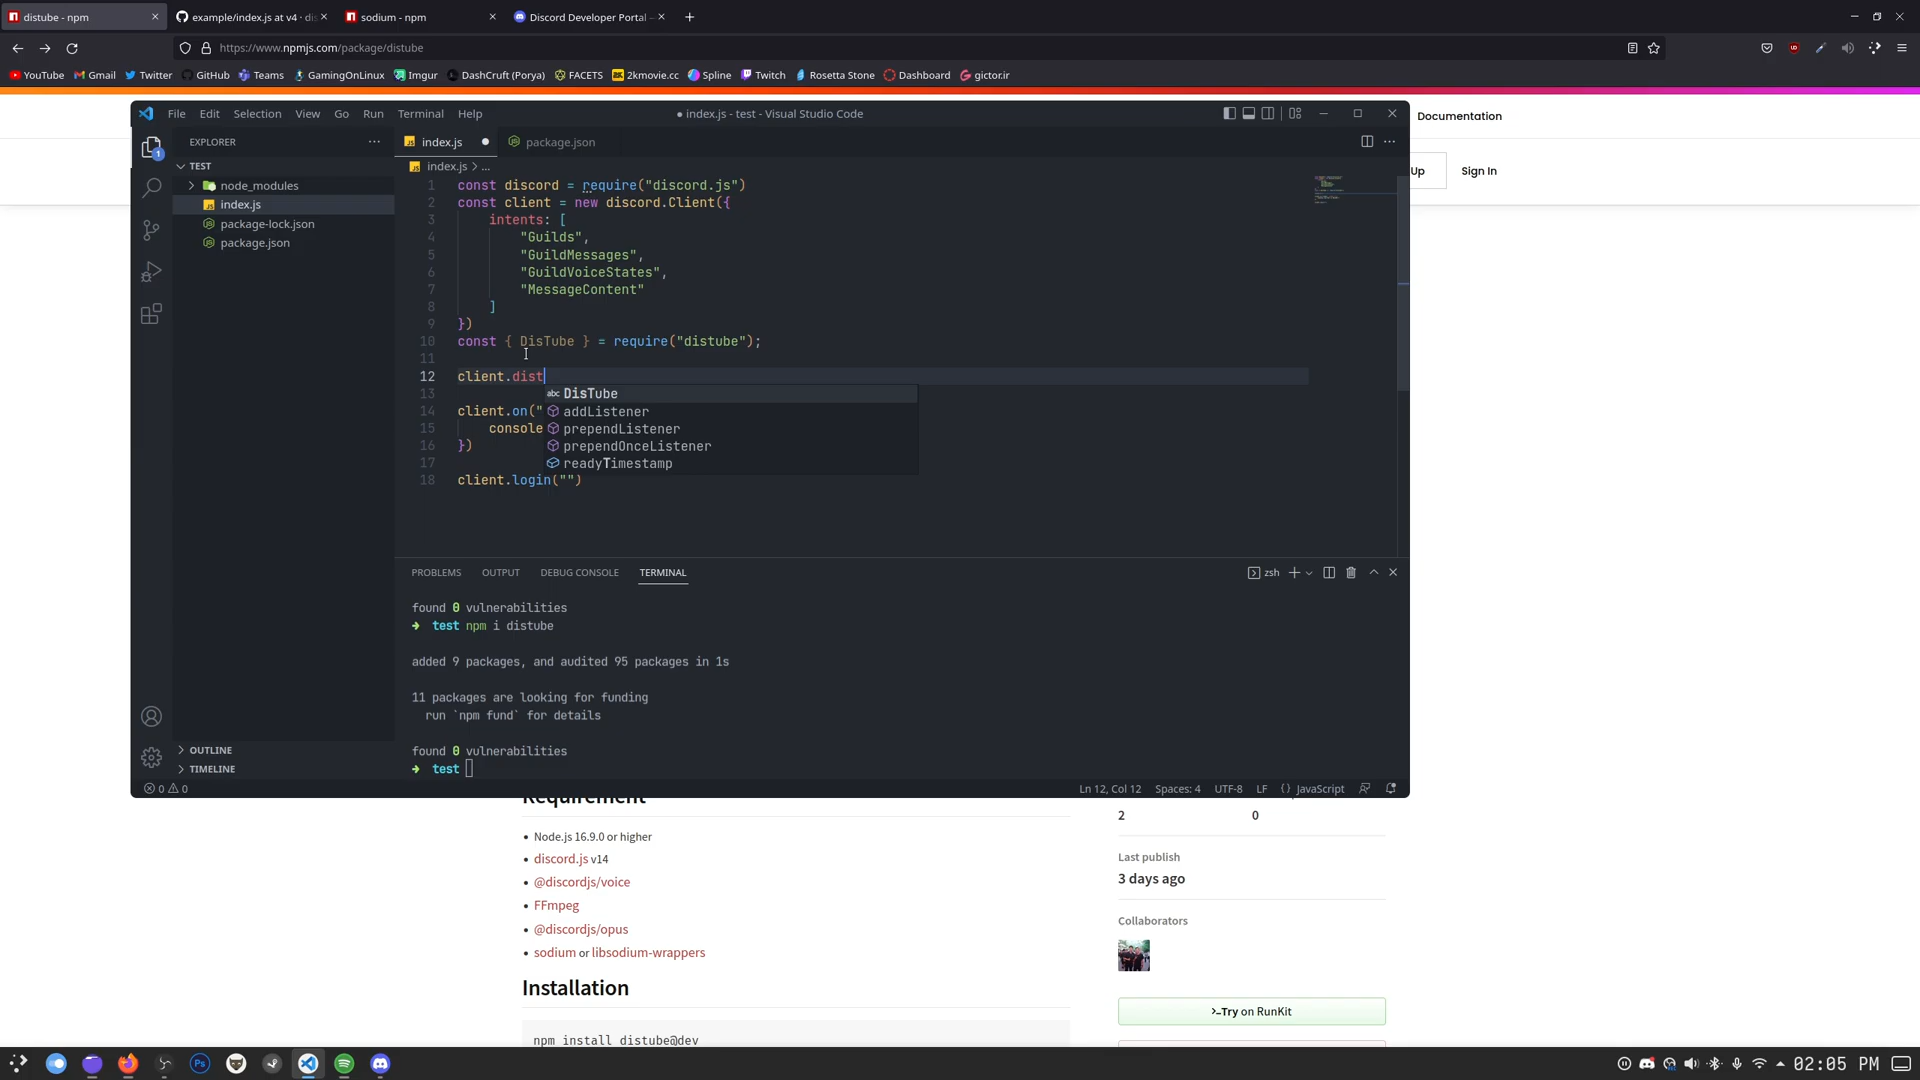 distube - npm
example/index.js at v4 · dis
sodium - npm
Discord Developer Portal —
https://www.npmjs.com/package/distube
YouTube
Gmail
Twitter
GitHub
Teams
GamingOnLinux
Imgur
DashCruft (Porya)
FACETS
2kmovie.cc
Spline
Twitch
Rosetta Stone
Dashboard
gictor.ir
Documentation
Up
Sign In
File Edit Selection View Go Run Terminal Help
● index.js - test - Visual Studio Code
EXPLORER
index.js
package.json
TEST
node_modules
index.js
package-lock.json
package.json
OUTLINE
TIMELINE
index.js > ...
1 const discord = require("discord.js")
2 const client = new discord.Client({
3 intents: [
4 "Guilds",
5 "GuildMessages",
6 "GuildVoiceStates",
7 "MessageContent"
8 ]
9 })
10 const { DisTube } = require("distube");
11
12 client.dist
13
14 client.on("
15 console
16 })
17
18 client.login("")
abc DisTube
addListener
prependListener
prependOnceListener
readyTimestamp
PROBLEMS OUTPUT DEBUG CONSOLE TERMINAL
zsh
found 0 vulnerabilities
➜ test npm i distube
added 9 packages, and audited 95 packages in 1s
11 packages are looking for funding
run `npm fund` for details
found 0 vulnerabilities
➜ test
0 0
Ln 12, Col 12 Spaces: 4 UTF-8 LF {} JavaScript
Requirement
• Node.js 16.9.0 or higher
• discord.js v14
• @discordjs/voice
• FFmpeg
• @discordjs/opus
• sodium or libsodium-wrappers
Installation
npm install distube@dev
2 0
Last publish
3 days ago
Collaborators
>_Try on RunKit
Ps
02:05 PM